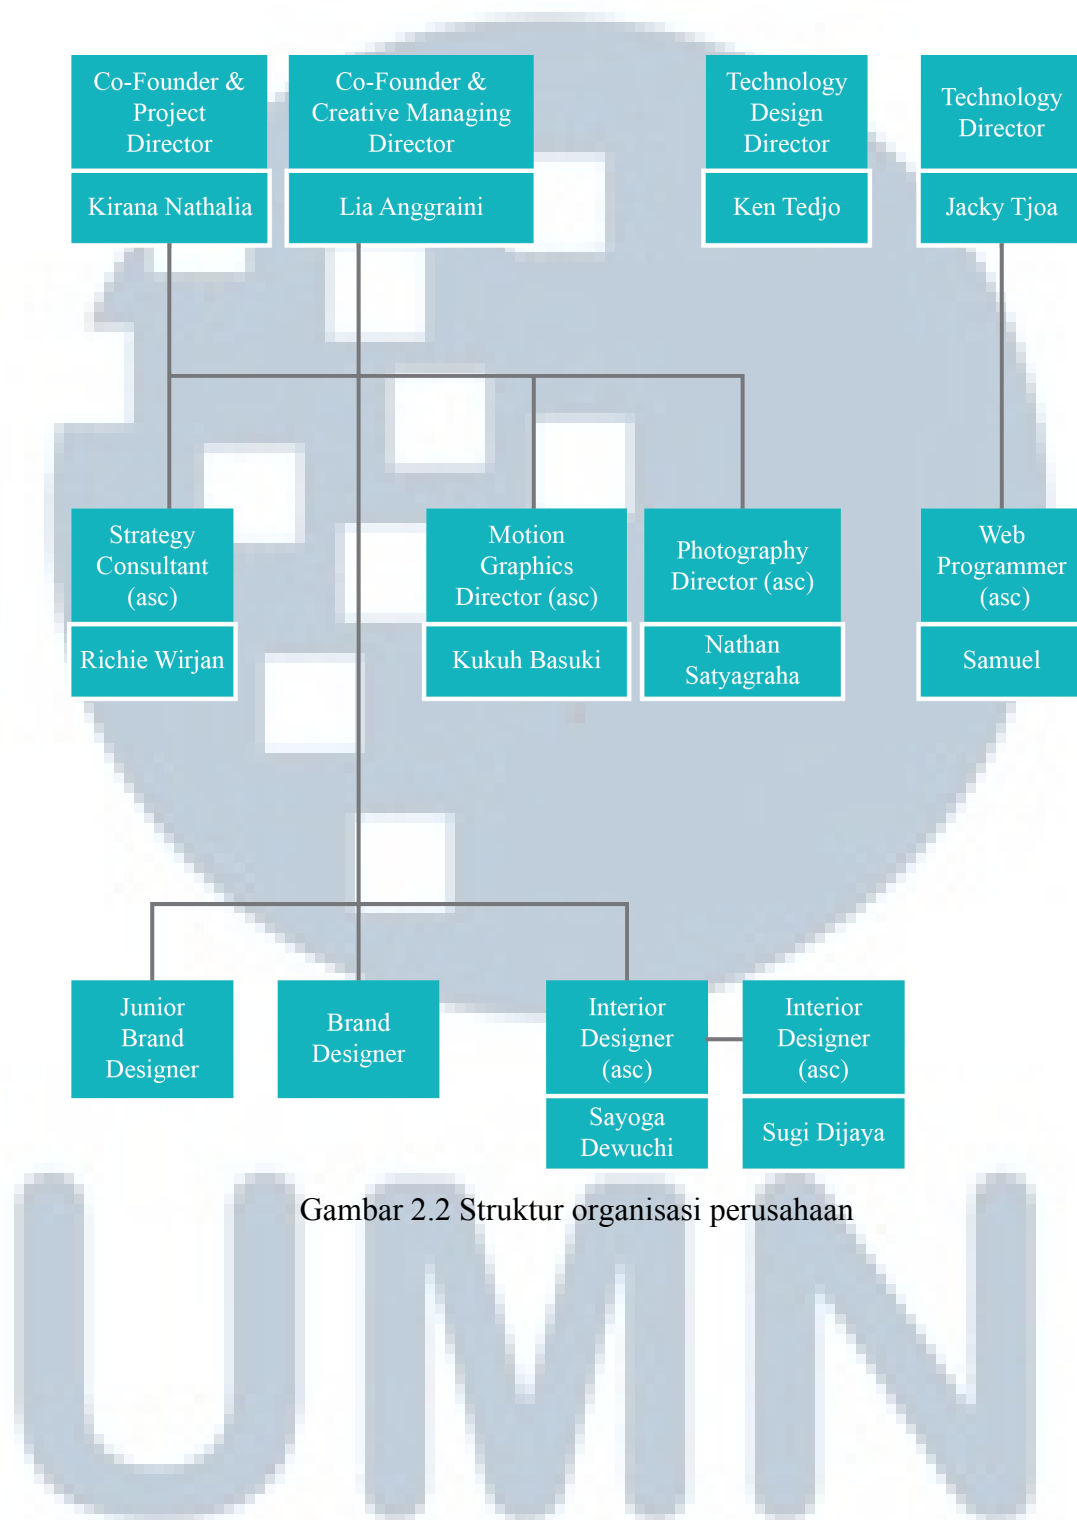 Co-Founder &
Project
Director
Kirana Nathalia
Co-Founder &
Creative Managing
Director
Lia Anggraini
Technology
Design
Director
Ken Tedjo
Technology
Director
Jacky Tjoa
Strategy
Consultant
(asc)
Richie Wirjan
Motion
Graphics
Director (asc)
Kukuh Basuki
Photography
Director (asc)
Nathan
Satyagraha
Web
Programmer
(asc)
Samuel
Junior
Brand
Designer
Brand
Designer
Interior
Designer
(asc)
Sayoga
Dewuchi
Interior
Designer
(asc)
Sugi Dijaya
Gambar 2.2 Struktur organisasi perusahaan
UMN